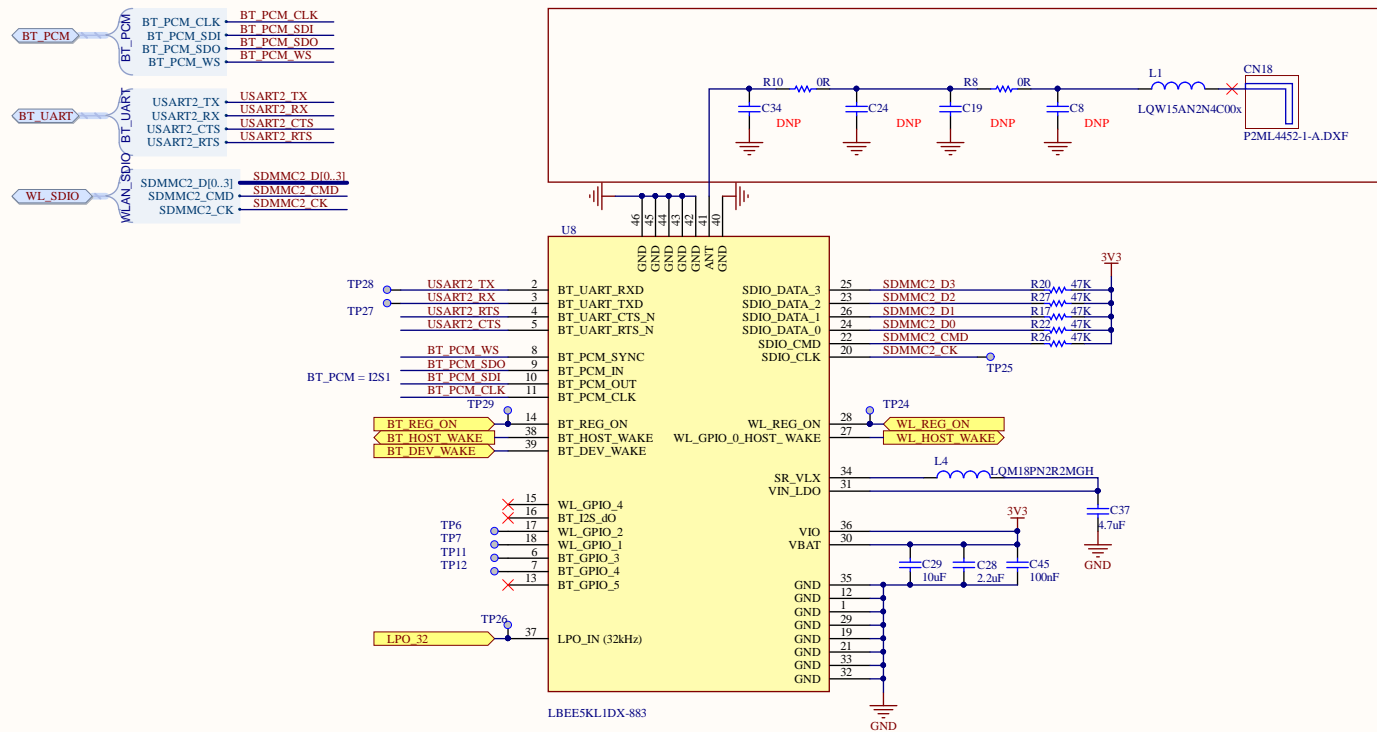 BT_PCM
BT_PCM
BT_PCM_CLK
BT_PCM_SDI
BT_PCM_SDO
BT_PCM_WS
BT_PCM_CLK
BT_PCM_SDI
BT_PCM_SDO
BT_PCM_WS
BT_UART
BT_UART
USART2_TX
USART2_RX
USART2_CTS
USART2_RTS
USART2_TX
USART2_RX
USART2_CTS
USART2_RTS
WL_SDIO
WLAN_SDIO
SDMMC2_D[0..3]
SDMMC2_CMD
SDMMC2_CK
SDMMC2_D[0..3]
SDMMC2_CMD
SDMMC2_CK
R10 0R
R8 0R
L1
LQW15AN2N4C00x
CN18
P2ML4452-1-A.DXF
C34
DNP
C24
DNP
C19
DNP
C8
DNP
46 45 44 43 42 41 40
GND GND GND GND GND ANT GND
U8
TP28 USART2_TX 2 BT_UART_RXD
TP27 USART2_RX 3 BT_UART_TXD
USART2_RTS 4 BT_UART_CTS_N
USART2_CTS 5 BT_UART_RTS_N
BT_PCM_WS 8 BT_PCM_SYNC
BT_PCM_SDO 9 BT_PCM_IN
BT_PCM = I2S1
BT_PCM_SDI 10 BT_PCM_OUT
BT_PCM_CLK 11 BT_PCM_CLK
TP29
BT_REG_ON 14 BT_REG_ON
BT_HOST_WAKE 38 BT_HOST_WAKE
BT_DEV_WAKE 39 BT_DEV_WAKE
15 WL_GPIO_4
16 BT_I2S_dO
TP6 17 WL_GPIO_2
TP7 18 WL_GPIO_1
TP11 6 BT_GPIO_3
TP12 7 BT_GPIO_4
13 BT_GPIO_5
TP26
LPO_32 37 LPO_IN (32kHz)
3V3
SDIO_DATA_3 25 SDMMC2_D3 R20 47K
SDIO_DATA_2 23 SDMMC2_D2 R27 47K
SDIO_DATA_1 26 SDMMC2_D1 R17 47K
SDIO_DATA_0 24 SDMMC2_D0 R22 47K
SDIO_CMD 22 SDMMC2_CMD R26 47K
SDIO_CLK 20 SDMMC2_CK
TP25
TP24
WL_REG_ON 28 WL_REG_ON
WL_GPIO_0_HOST_WAKE 27 WL_HOST_WAKE
SR_VLX 34
L4
LQM18PN2R2MGH
VIN_LDO 31
C37
4.7uF
GND
3V3
VIO 36
VBAT 30
C29
10uF
C28
2.2uF
C45
100nF
GND 35
GND 12
GND 1
GND 29
GND 19
GND 21
GND 33
GND 32
GND
LBEE5KL1DX-883